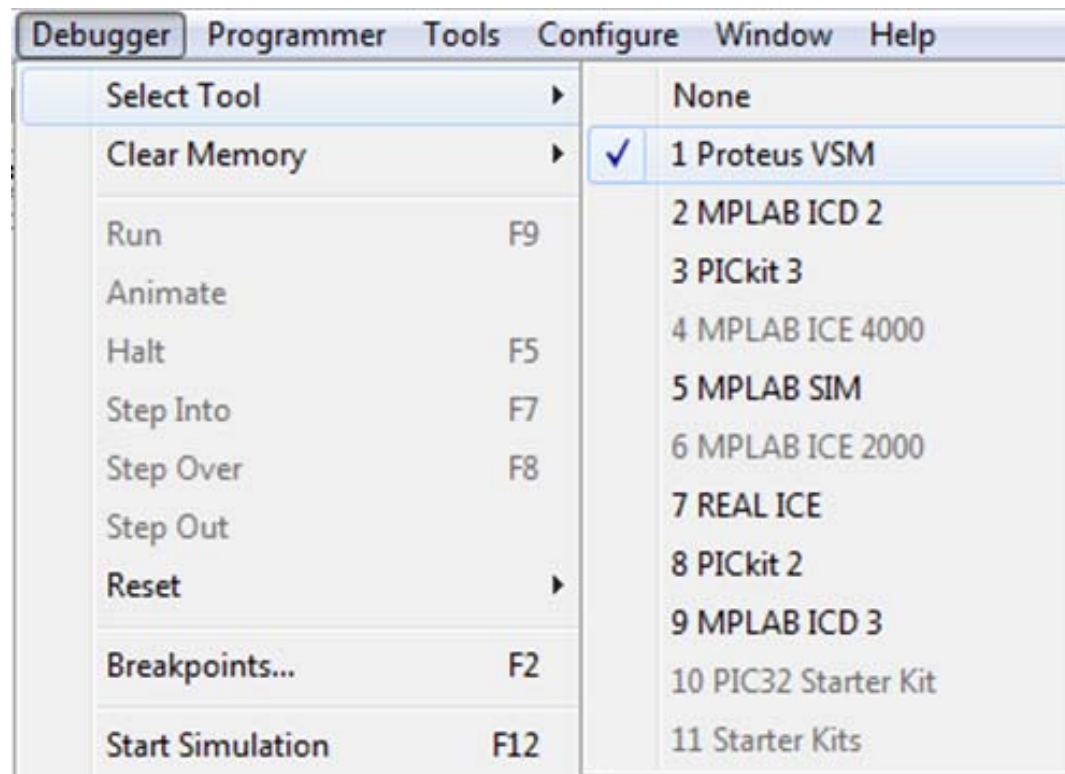 Debugger Programmer Tools Configure Window Help
Select Tool
Clear Memory
Run F9
Animate
Halt F5
Step Into F7
Step Over F8
Step Out
Reset
Breakpoints... F2
Start Simulation F12
None
1 Proteus VSM
2 MPLAB ICD 2
3 PICkit 3
4 MPLAB ICE 4000
5 MPLAB SIM
6 MPLAB ICE 2000
7 REAL ICE
8 PICkit 2
9 MPLAB ICD 3
10 PIC32 Starter Kit
11 Starter Kits